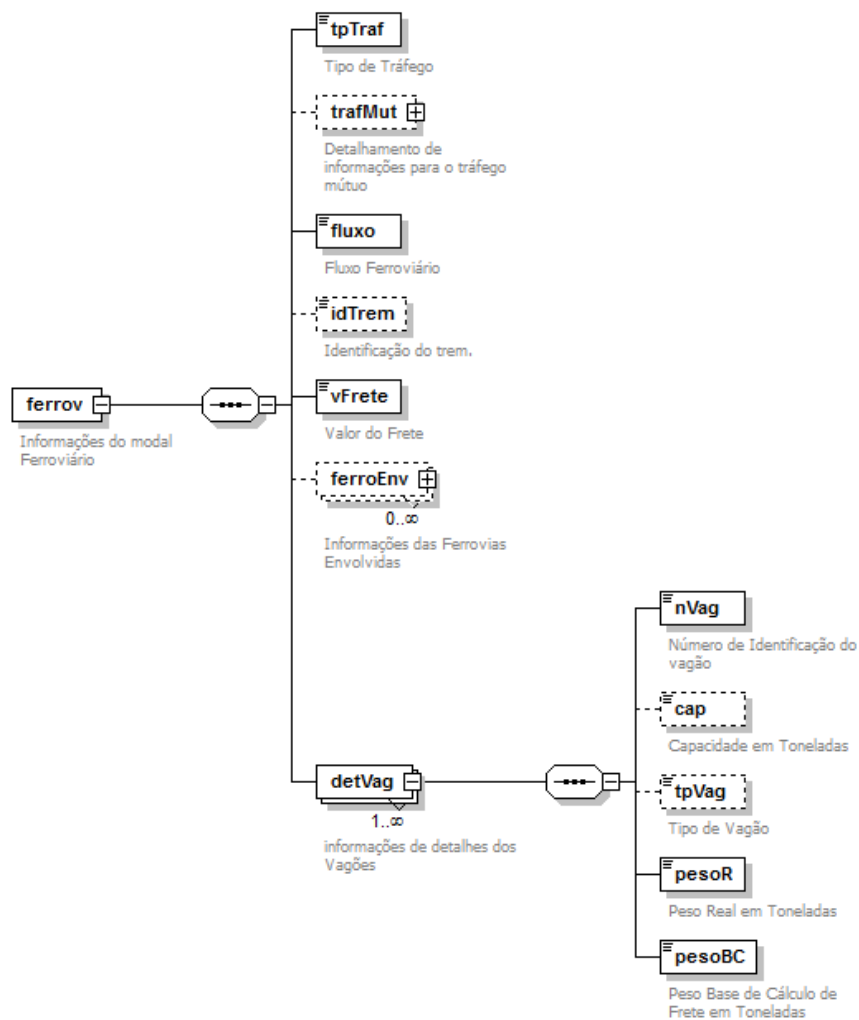 tpTraf
Tipo de Tráfego
trafMut
Detalhamento de
informações para o tráfego
mútuo
fluxo
Fluxo Ferroviário
idTrem
Identificação do trem.
ferrov
Informações do modal
Ferroviário
vFrete
Valor do Frete
ferroEnv
0..∞
Informações das Ferrovias
Envolvidas
detVag
1..∞
informações de detalhes dos
Vagões
nVag
Número de Identificação do
vagão
cap
Capacidade em Toneladas
tpVag
Tipo de Vagão
pesoR
Peso Real em Toneladas
pesoBC
Peso Base de Cálculo de
Frete em Toneladas